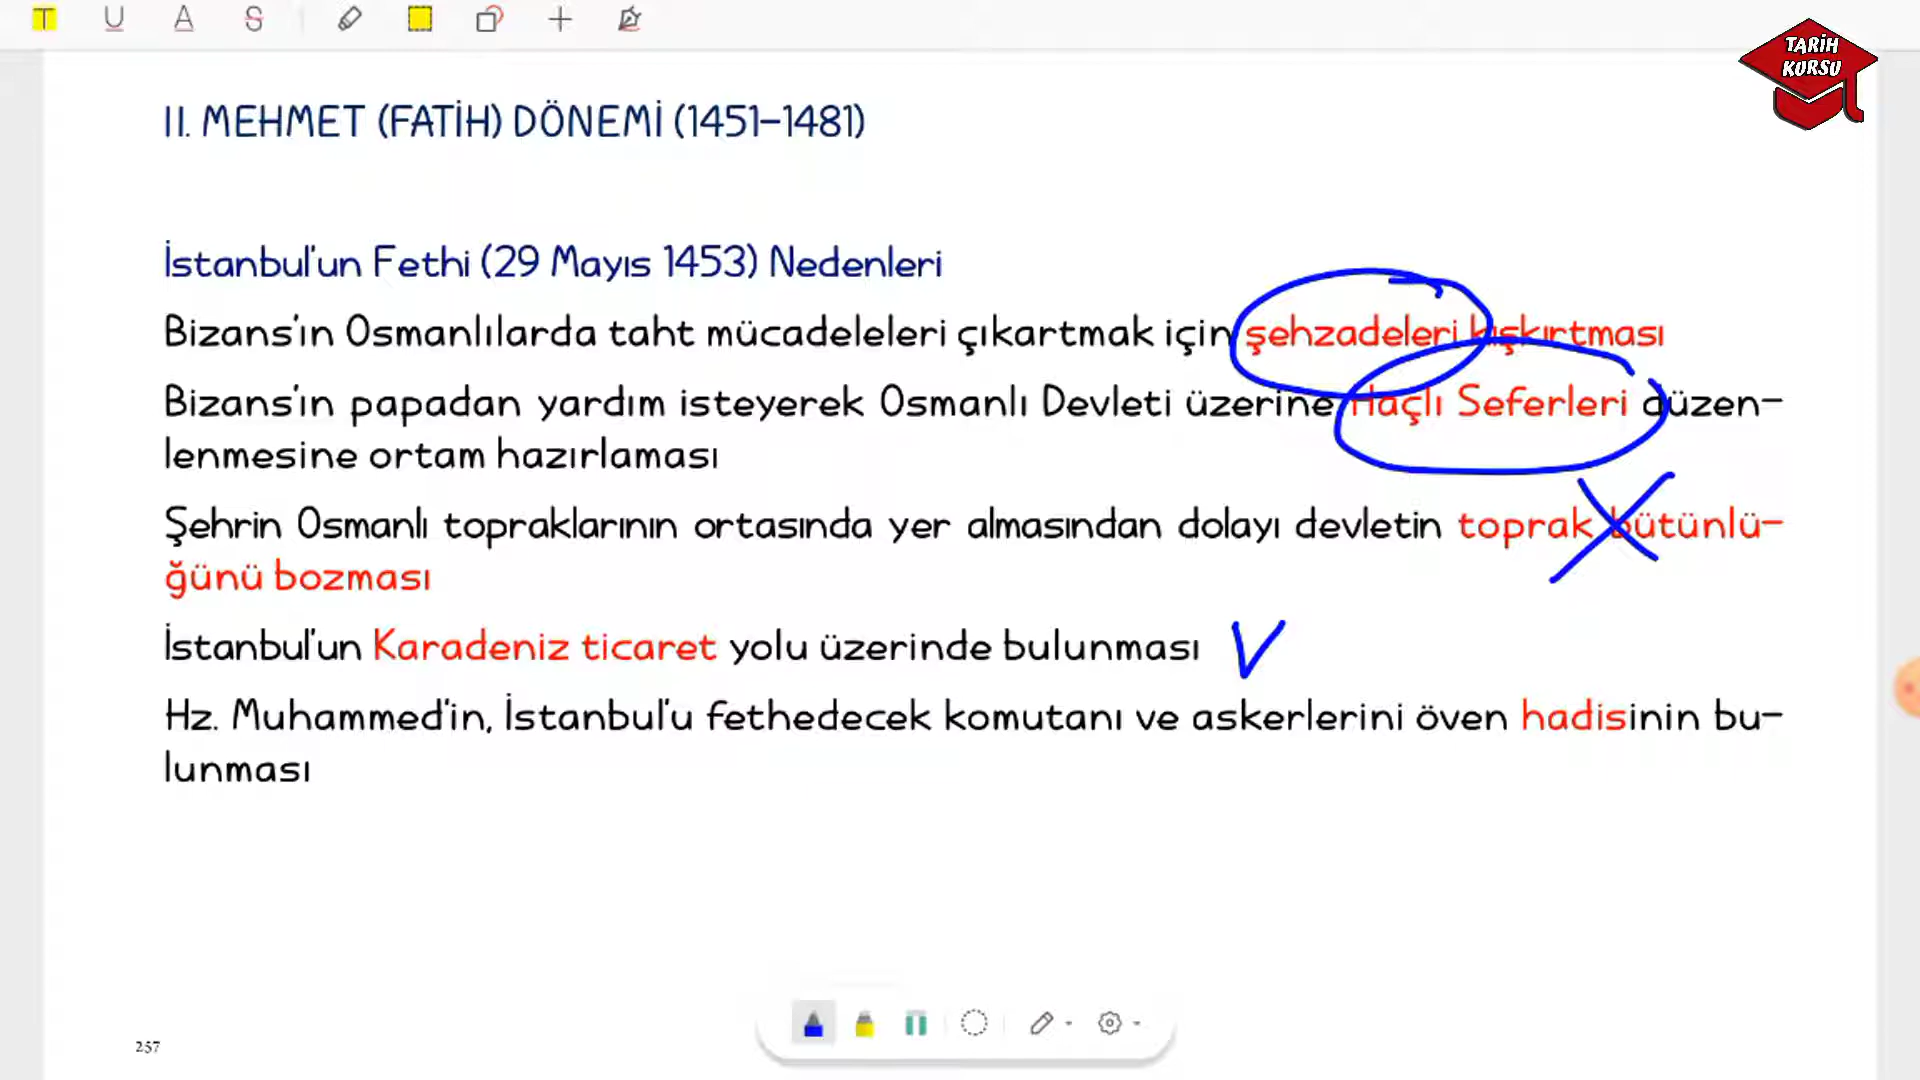 T U A S
TARİH
KURSU
II. MEHMET (FATİH) DÖNEMİ (1451-1481)
İstanbul'un Fethi (29 Mayıs 1453) Nedenleri
Bizans'ın Osmanlılarda taht mücadeleleri çıkartmak için şehzadeleri kışkırtması
Bizans'ın papadan yardım isteyerek Osmanlı Devleti üzerine Haçlı Seferleri düzen-
lenmesine ortam hazırlaması
Şehrin Osmanlı topraklarının ortasında yer almasından dolayı devletin toprak bütünlü-
ğünü bozması
İstanbul'un Karadeniz ticaret yolu üzerinde bulunması
Hz. Muhammed'in, İstanbul'u fethedecek komutanı ve askerlerini öven hadisinin bu-
lunması
257